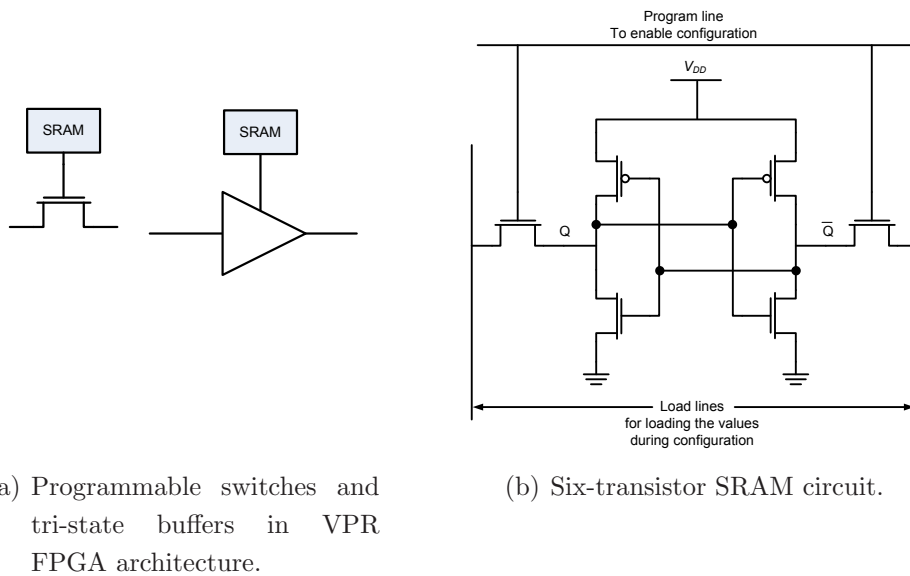 Program line
To enable configuration
V_DD
SRAM
SRAM
Q
Q̅
Load lines
for loading the values
during configuration
a) Programmable switches and
tri-state buffers in VPR
FPGA architecture.
(b) Six-transistor SRAM circuit.